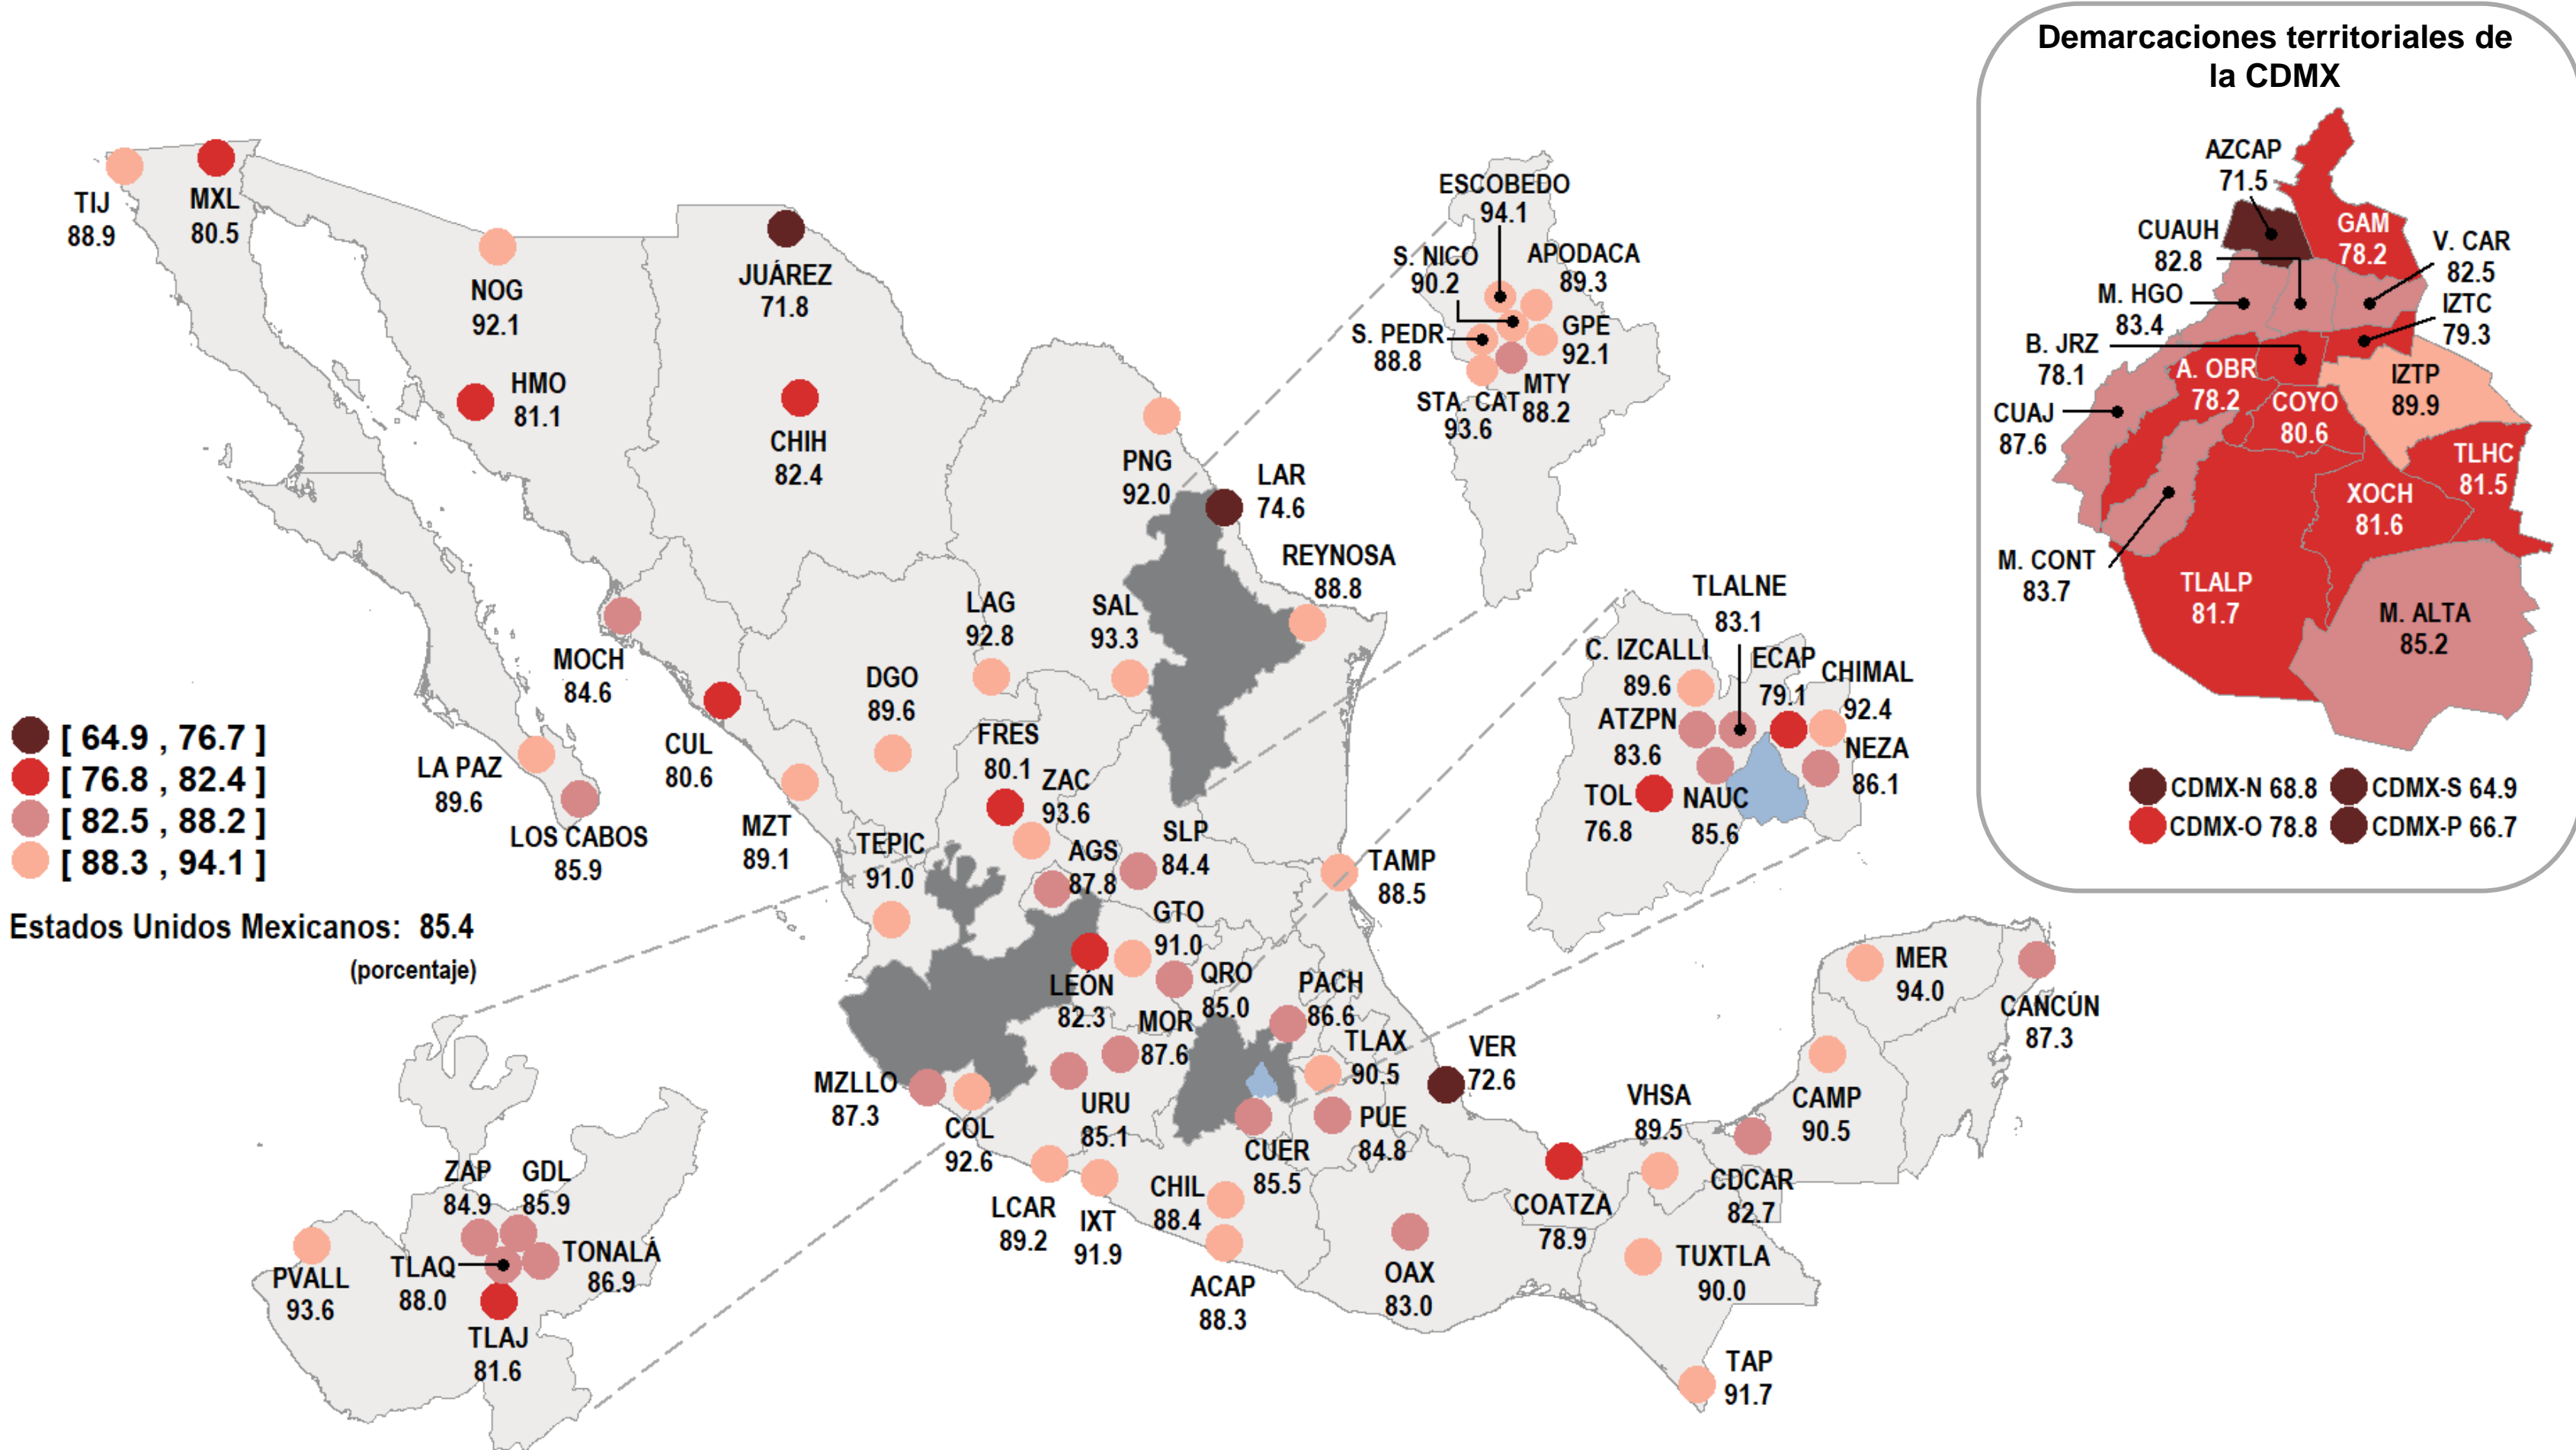 Demarcaciones territoriales de
la CDMX
AZCAP
71.5
CUAUH
82.8
GAM
78.2
V. CAR
82.5
M. HGO
83.4
IZTC
79.3
B. JRZ
78.1
A. OBR
78.2
IZTP
89.9
COYO
80.6
CUAJ
87.6
TLHC
81.5
XOCH
81.6
M. CONT
83.7
TLALP
81.7
M. ALTA
85.2
CDMX-N 68.8
CDMX-S 64.9
CDMX-O 78.8
CDMX-P 66.7
TIJ
88.9
MXL
80.5
NOG
92.1
JUÁREZ
71.8
HMO
81.1
CHIH
82.4
PNG
92.0
LAR
74.6
REYNOSA
88.8
ESCOBEDO
94.1
S. NICO
90.2
APODACA
89.3
S. PEDR
88.8
GPE
92.1
STA. CAT
93.6
MTY
88.2
LAG
92.8
SAL
93.3
MOCH
84.6
DGO
89.6
CUL
80.6
FRES
80.1
ZAC
93.6
LA PAZ
89.6
LOS CABOS
85.9
MZT
89.1
TEPIC
91.0
AGS
87.8
SLP
84.4
TAMP
88.5
TLALNE
83.1
C. IZCALLI
89.6
ECAP
79.1
CHIMAL
92.4
ATZPN
83.6
NEZA
86.1
TOL
76.8
NAUC
85.6
[ 64.9 , 76.7 ]
[ 76.8 , 82.4 ]
[ 82.5 , 88.2 ]
[ 88.3 , 94.1 ]
Estados Unidos Mexicanos: 85.4
(porcentaje)
GTO
91.0
LEÓN
82.3
QRO
85.0
PACH
86.6
MOR
87.6
TLAX
90.5
VER
72.6
MZLLO
87.3
COL
92.6
URU
85.1
CUER
85.5
PUE
84.8
LCAR
89.2
IXT
91.9
CHIL
88.4
ACAP
88.3
OAX
83.0
COATZA
78.9
VHSA
89.5
CDCAR
82.7
CAMP
90.5
MER
94.0
CANCÚN
87.3
TUXTLA
90.0
TAP
91.7
ZAP
84.9
GDL
85.9
PVALL
93.6
TLAQ
88.0
TONALÁ
86.9
TLAJ
81.6